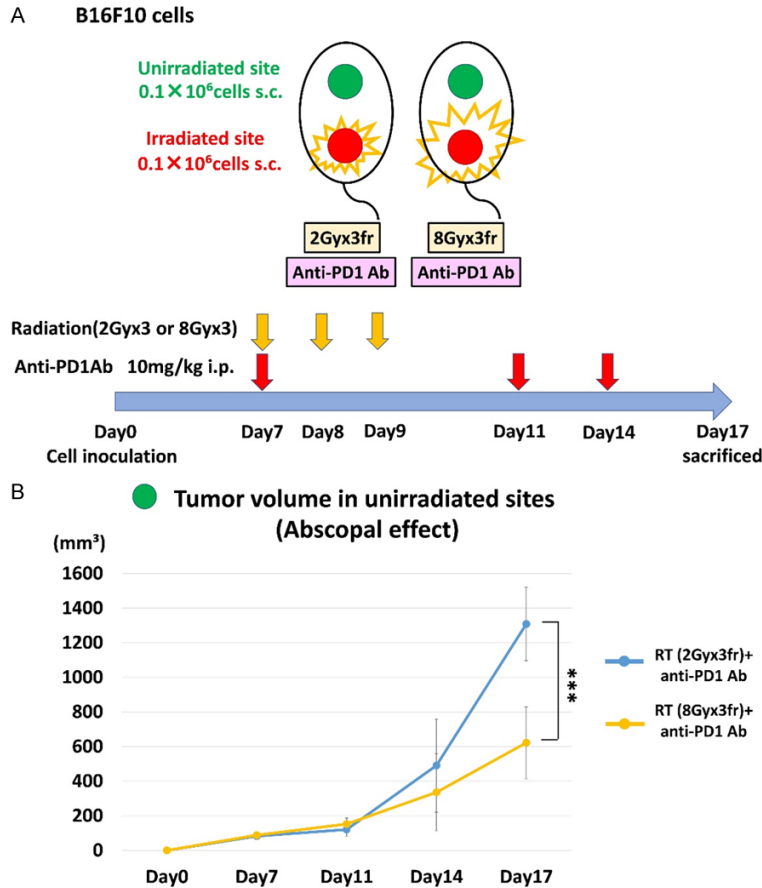 A
B16F10 cells
Unirradiated site
0.1×10⁶cells s.c.
Irradiated site
0.1×10⁶cells s.c.
2Gyx3fr
8Gyx3fr
Anti-PD1 Ab
Anti-PD1 Ab
Radiation(2Gyx3 or 8Gyx3)
Anti-PD1Ab 10mg/kg i.p.
Day0
Day7
Day8
Day9
Day11
Day14
Day17
Cell inoculation
sacrificed
B
Tumor volume in unirradiated sites
(Abscopal effect)
(mm³)
1600
1400
1200
1000
800
600
400
200
0
Day0
Day7
Day11
Day14
Day17
***
RT (2Gyx3fr)+
anti-PD1 Ab
RT (8Gyx3fr)+
anti-PD1 Ab